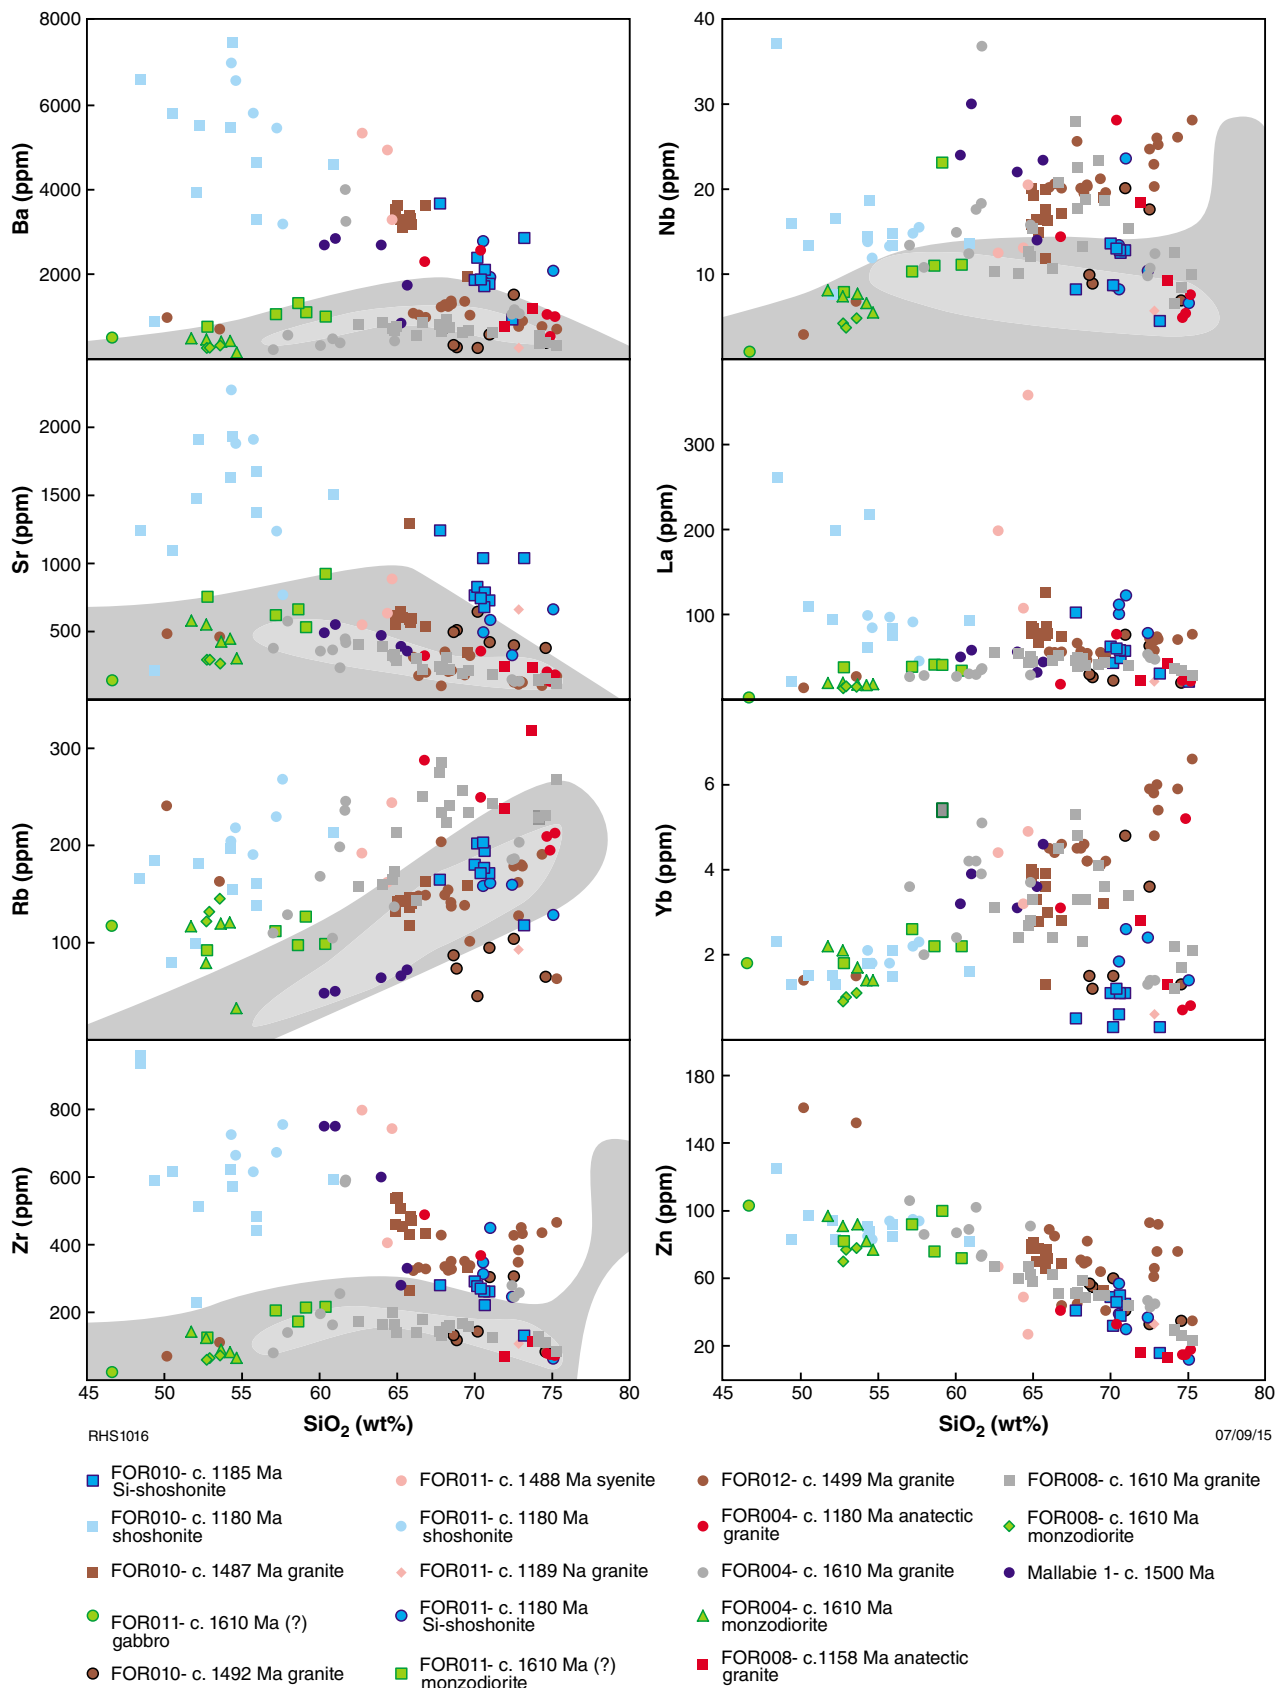 8000
6000
4000
2000
Ba (ppm)
40
30
20
10
Nb (ppm)
2000
1500
1000
500
Sr (ppm)
300
200
100
La (ppm)
300
200
100
Rb (ppm)
6
4
2
Yb (ppm)
800
600
400
200
Zr (ppm)
180
140
100
60
20
Zn (ppm)
45 50 55 60 65 70 75 80
45 50 55 60 65 70 75 80
SiO2 (wt%)
SiO2 (wt%)
RHS1016
07/09/15
FOR010- c. 1185 Ma
Si-shoshonite
FOR010- c. 1180 Ma
shoshonite
FOR010- c. 1487 Ma granite
FOR011- c. 1610 Ma (?)
gabbro
FOR010- c. 1492 Ma granite
FOR011- c. 1488 Ma syenite
FOR011- c. 1180 Ma
shoshonite
FOR011- c. 1189 Na granite
FOR011- c. 1180 Ma
Si-shoshonite
FOR011- c. 1610 Ma (?)
monzodiorite
FOR012- c. 1499 Ma granite
FOR004- c. 1180 Ma anatectic
granite
FOR004- c. 1610 Ma granite
FOR004- c. 1610 Ma
monzodiorite
FOR008- c.1158 Ma anatectic
granite
FOR008- c. 1610 Ma granite
FOR008- c. 1610 Ma
monzodiorite
Mallabie 1- c. 1500 Ma